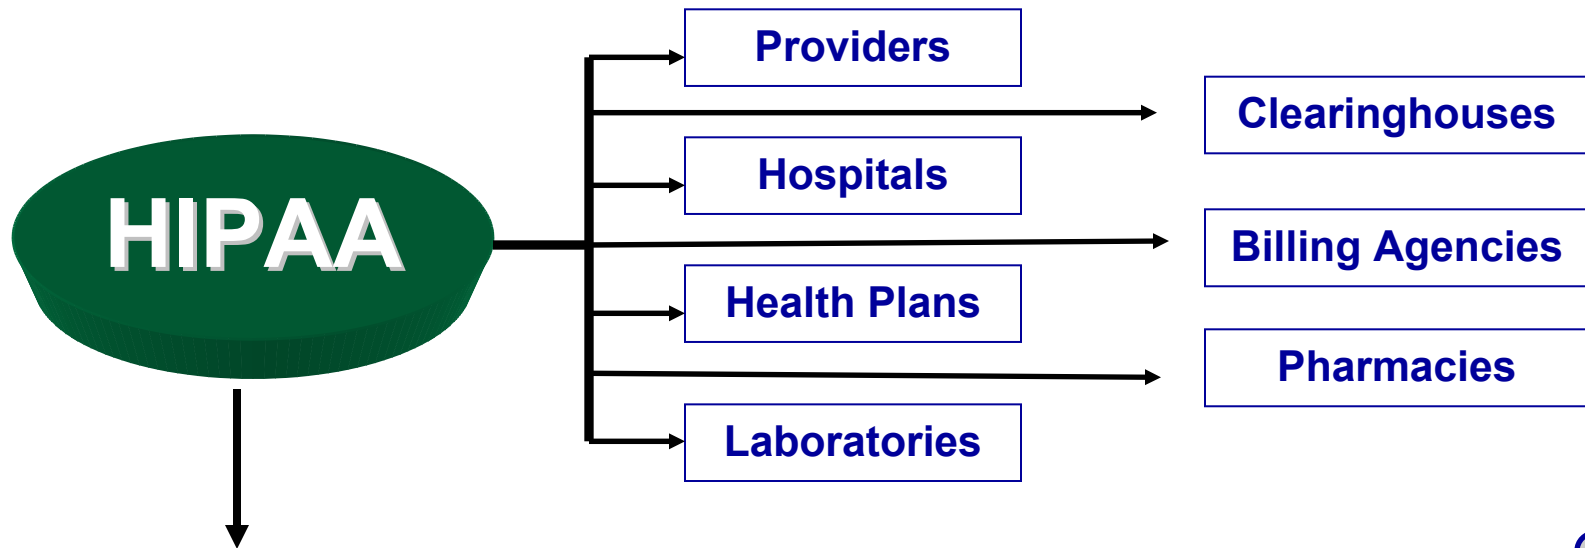 Providers
Clearinghouses
Hospitals
HIPAA
Billing Agencies
Health Plans
Pharmacies
Laboratories